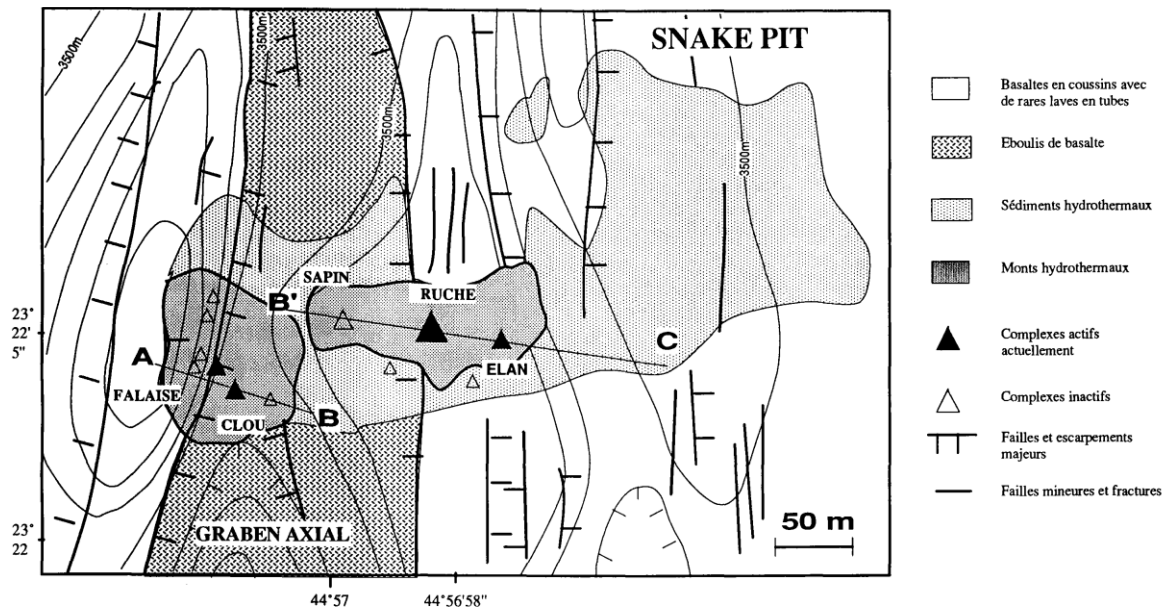 SNAKE PIT
3500m
3500m
3500m
SAPIN
B'
RUCHE
A
C
FALAISE
ELAN
CLOU
B
GRABEN AXIAL
50 m
23°
22'
5"
23°
22
44°57
44°56'58"
Basaltes en coussins avec
de rares laves en tubes
Eboulis de basalte
Sédiments hydrothermaux
Monts hydrothermaux
Complexes actifs
actuellement
Complexes inactifs
Failles et escarpements
majeurs
Failles mineures et fractures